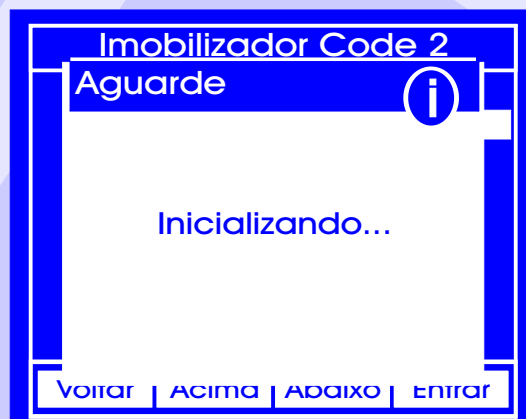 Imobilizador Code 2
Aguarde
i
Inicializando...
Voltar Acima Abaixo Entrar